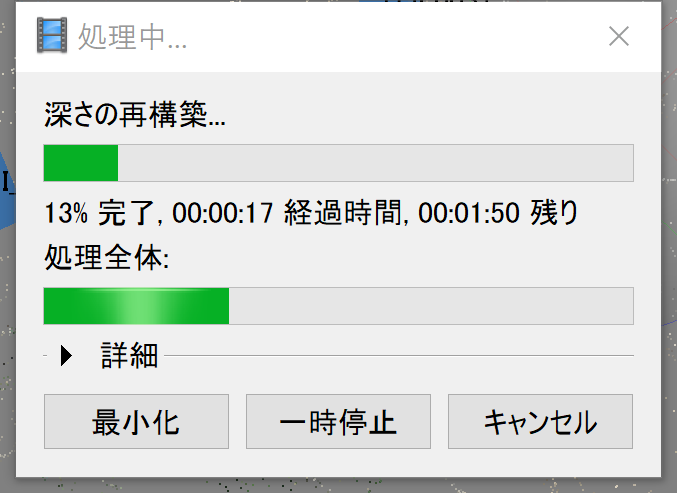 処理中...
深さの再構築...
13% 完了, 00:00:17 経過時間, 00:01:50 残り
処理全体:
詳細
最小化
一時停止
キャンセル